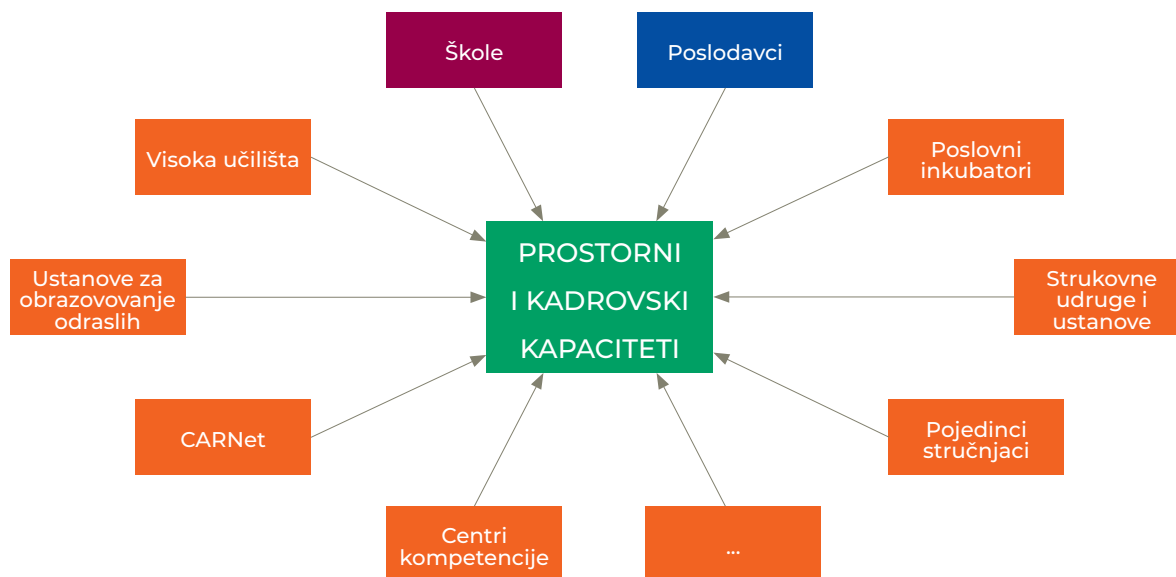 Škole
Poslodavci
Visoka učilišta
Poslovni
inkubatori
PROSTORNI
I KADROVSKI
KAPACITETI
Ustanove za
obrazovovanje
odraslih
Strukovne
udruge i
ustanove
CARNet
Pojedinci
stručnjaci
Centri
kompetencije
...